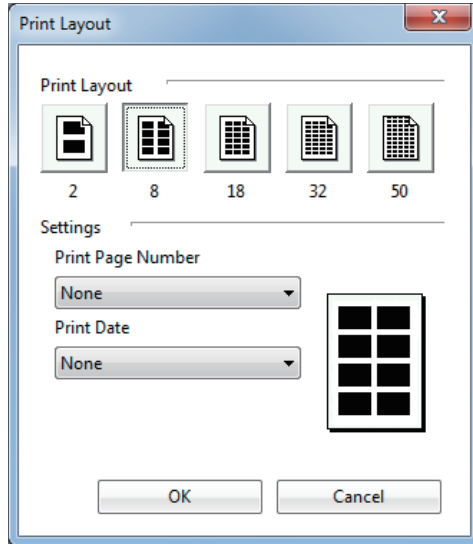 Print Layout
Print Layout
2 8 18 32 50
Settings
Print Page Number
None
Print Date
None
OK Cancel